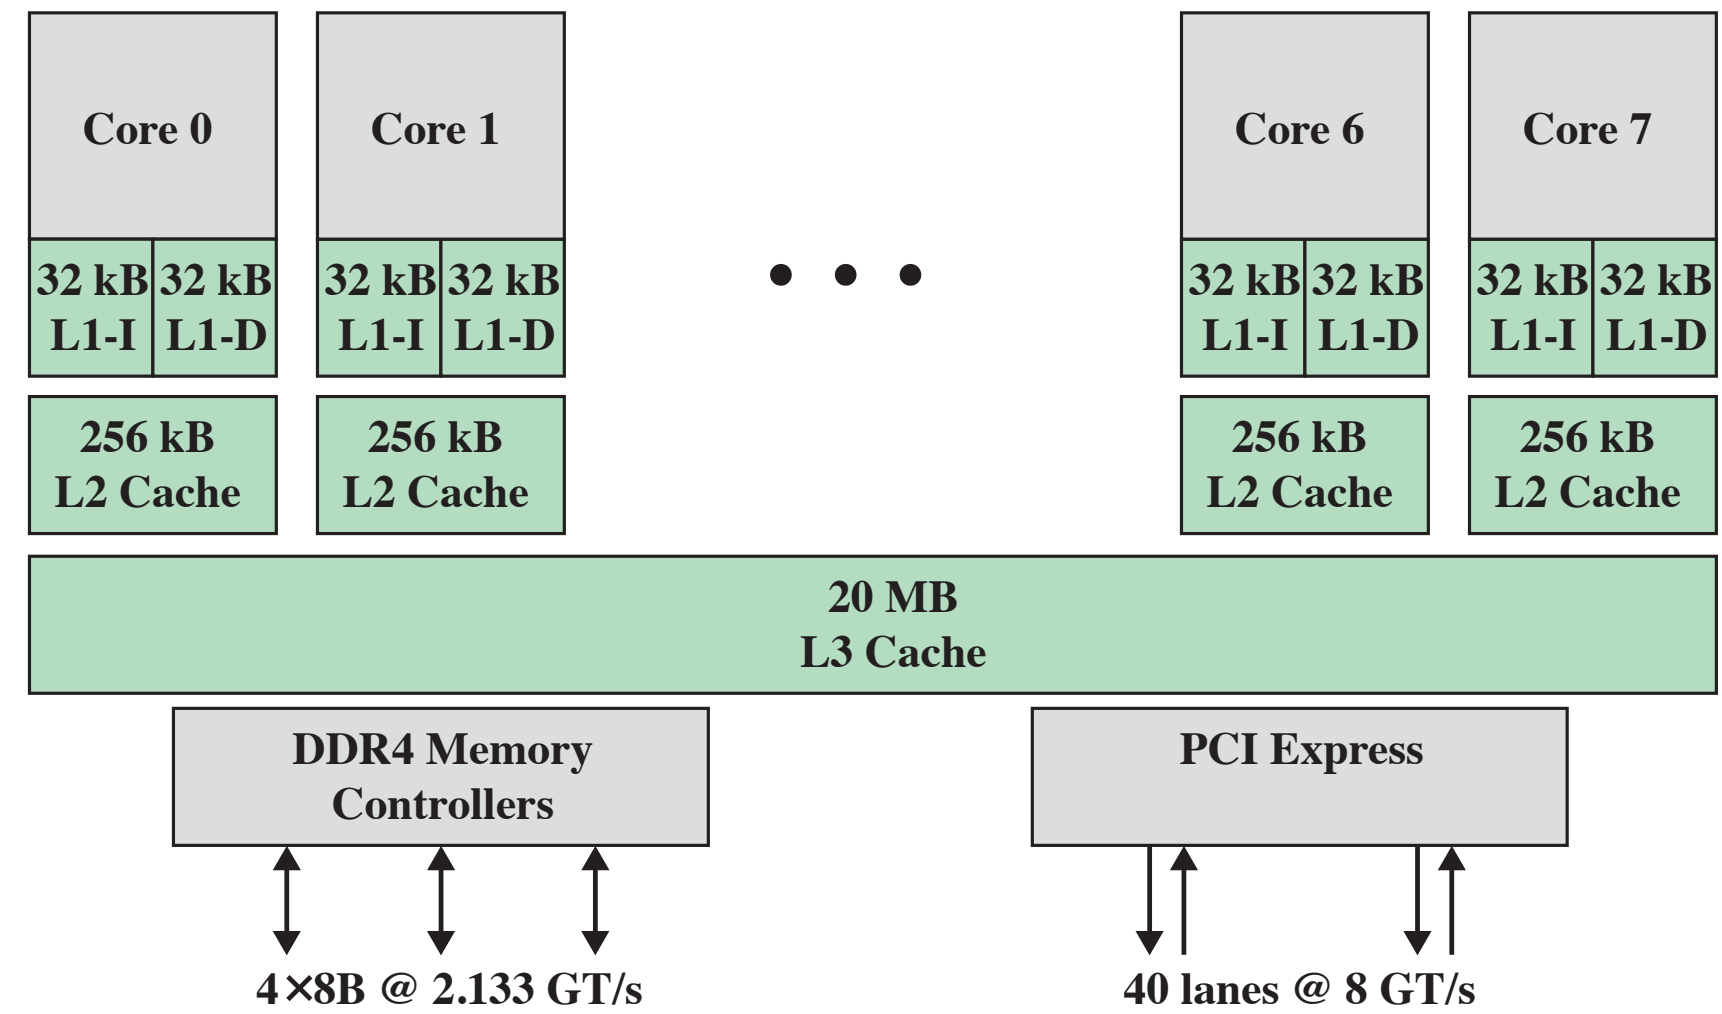 Core 0
Core 1
Core 6
Core 7
32 kB
L1-I
32 kB
L1-D
32 kB
L1-I
32 kB
L1-D
32 kB
L1-I
32 kB
L1-D
32 kB
L1-I
32 kB
L1-D
256 kB
L2 Cache
256 kB
L2 Cache
256 kB
L2 Cache
256 kB
L2 Cache
20 MB
L3 Cache
DDR4 Memory
Controllers
PCI Express
4×8B @ 2.133 GT/s
40 lanes @ 8 GT/s